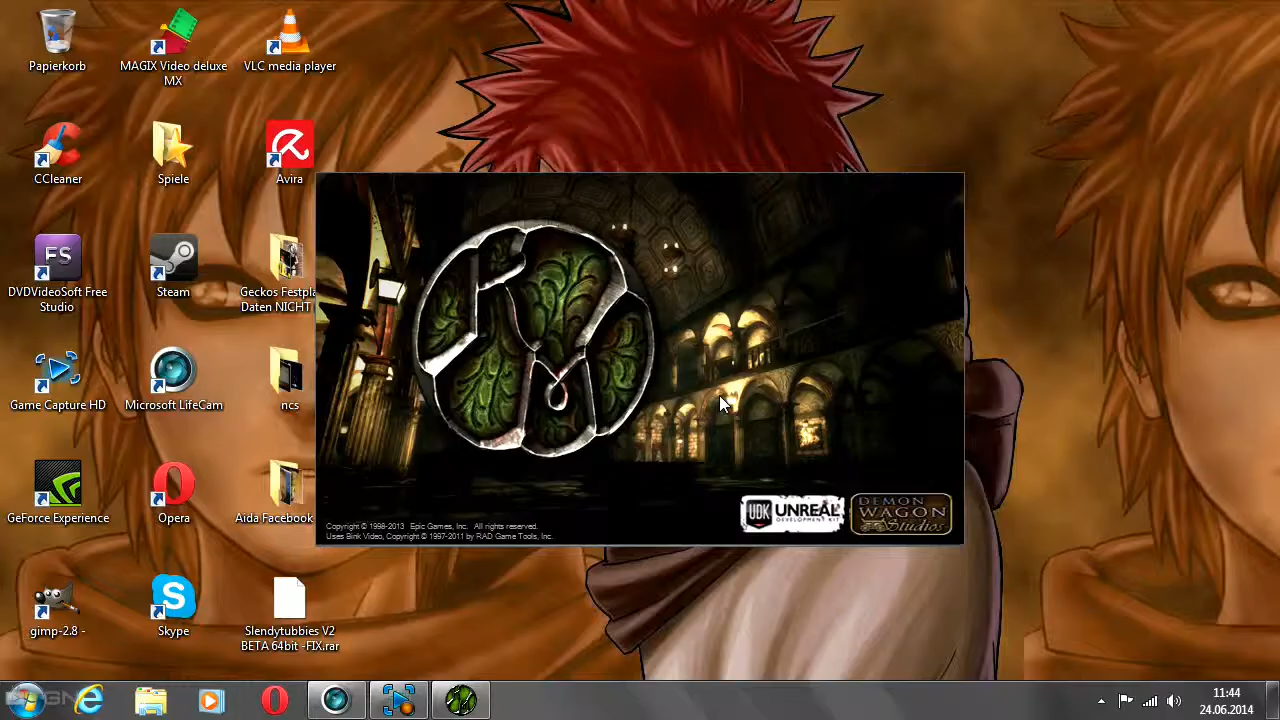 Papierkorb
MAGIX Video deluxe
MX
VLC media player
CCleaner
Spiele
Avira
FS
DVDVideoSoft Free
Studio
Steam
Geckos Festpla
Daten NICHT
Game Capture HD
Microsoft LifeCam
ncs
GeForce Experience
Opera
Aida Facebook
gimp-2.8 -
Skype
Slendytubbies V2
BETA 64bit -FIX.rar
UDK UNREAL
DEVELOPMENT KIT
DEMON
WAGON
Studios
Copyright © 1998-2013 Epic Games, Inc. All rights reserved.
Uses Bink Video, Copyright © 1997-2011 by RAD Game Tools, Inc.
11:44
24.06.2014